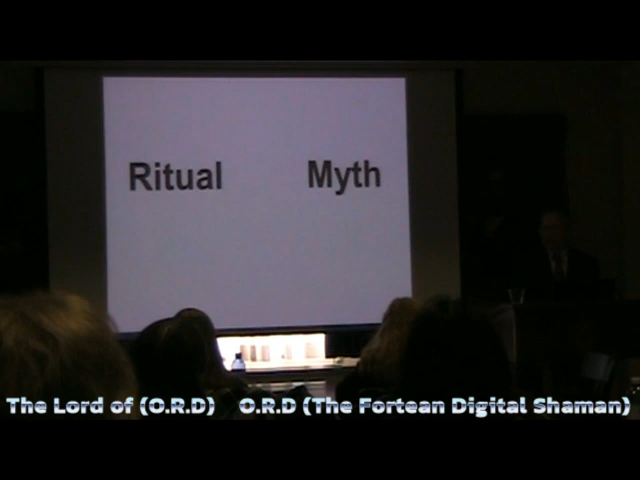 Ritual Myth
The Lord of (O.R.D) O.R.D (The Fortean Digital Shaman)